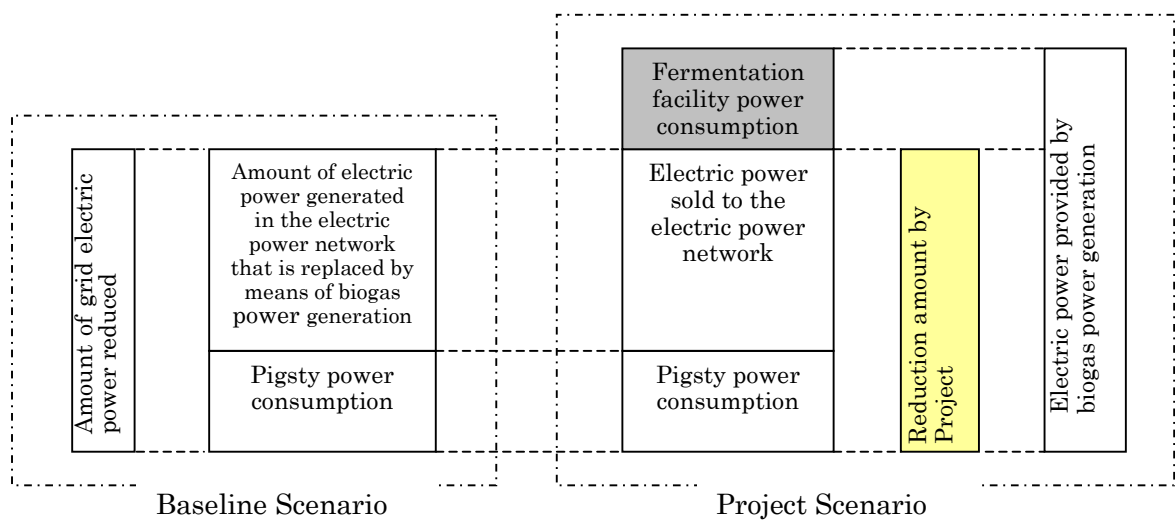 Amount of grid electric
power reduced
Amount of electric
power generated
in the electric
power network
that is replaced by
means of biogas
power generation
Pigsty power
consumption
Baseline Scenario
Fermentation
facility power
consumption
Electric power
sold to the
electric power
network
Pigsty power
consumption
Reduction amount by
Project
Electric power provided by
biogas power generation
Project Scenario